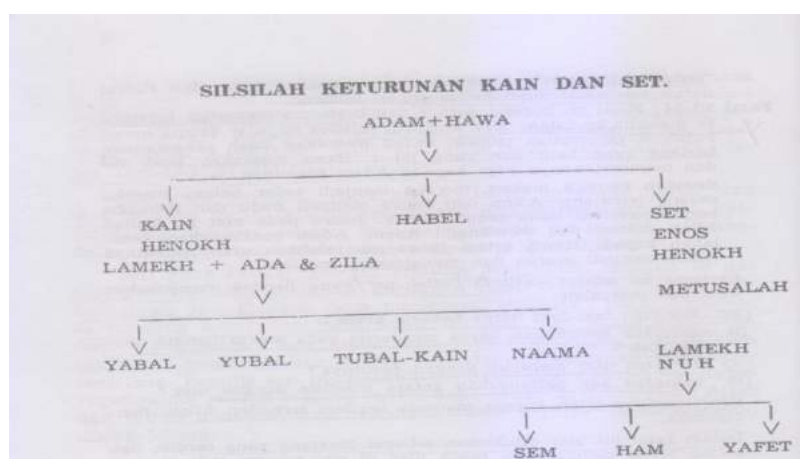 SILSILAH KETURUNAN KAIN DAN SET.
ADAM+HAWA
KAIN
HENOKH
LAMEKH + ADA & ZILA
HABEL
SET
ENOS
HENOKH
METUSALAH
YABAL YUBAL TUBAL-KAIN NAAMA
LAMEKH
NUH
SEM HAM YAFET